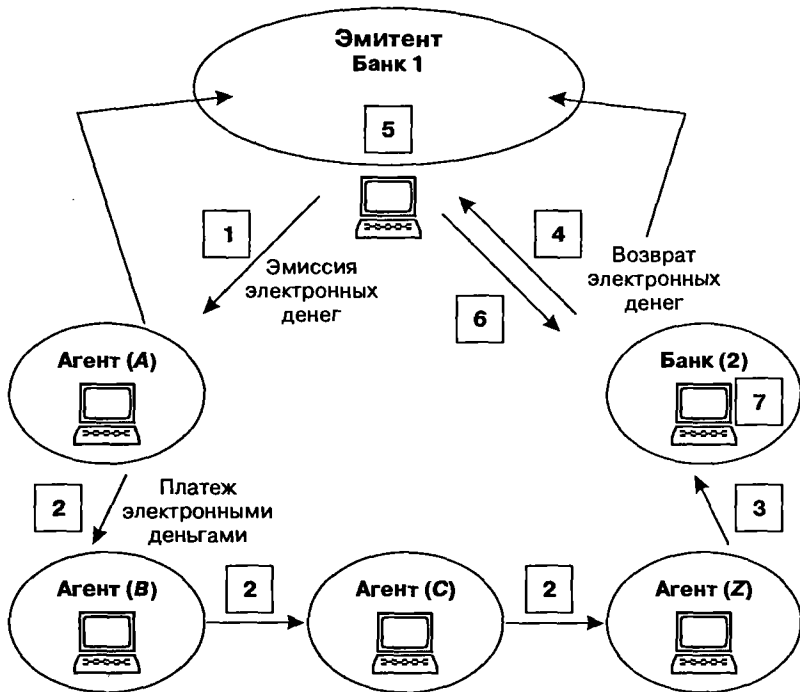 Эмитент
Банк 1
5
1
4
Эмиссия
электронных
денег
Возврат
электронных
денег
6
Агент (A)
Банк (2)
7
2
Платеж
электронными
деньгами
3
Агент (B)
2
Агент (C)
2
Агент (Z)